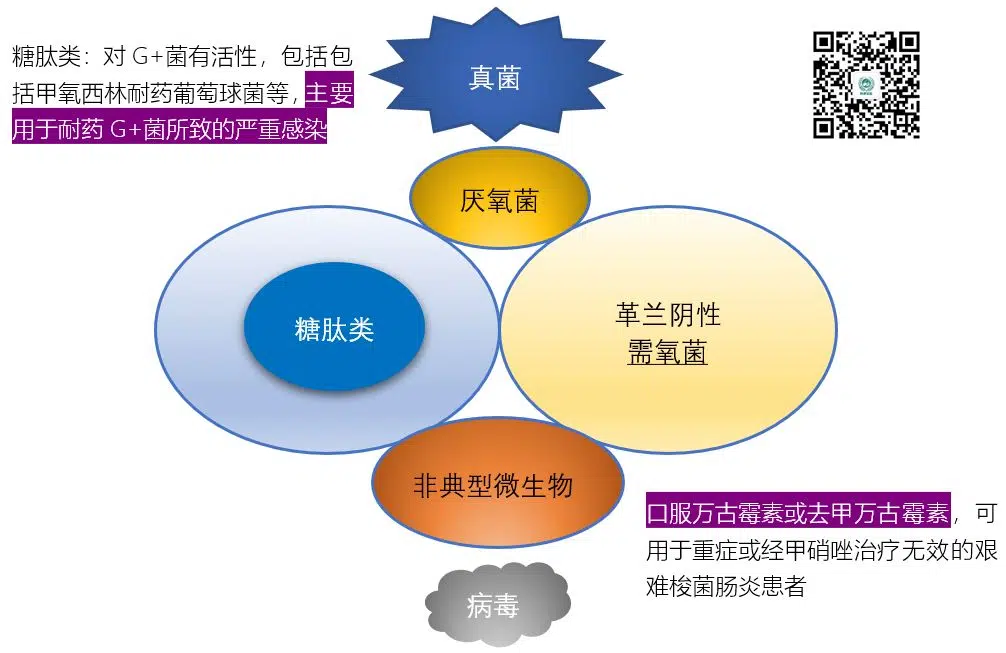 糖肽类：对 G+菌有活性，包括包
括甲氧西林耐药葡萄球菌等，主要
用于耐药 G+菌所致的严重感染
真菌
厌氧菌
糖肽类
革兰阴性
需氧菌
非典型微生物
口服万古霉素或去甲万古霉素，可
用于重症或经甲硝唑治疗无效的艰
难梭菌肠炎患者
病毒